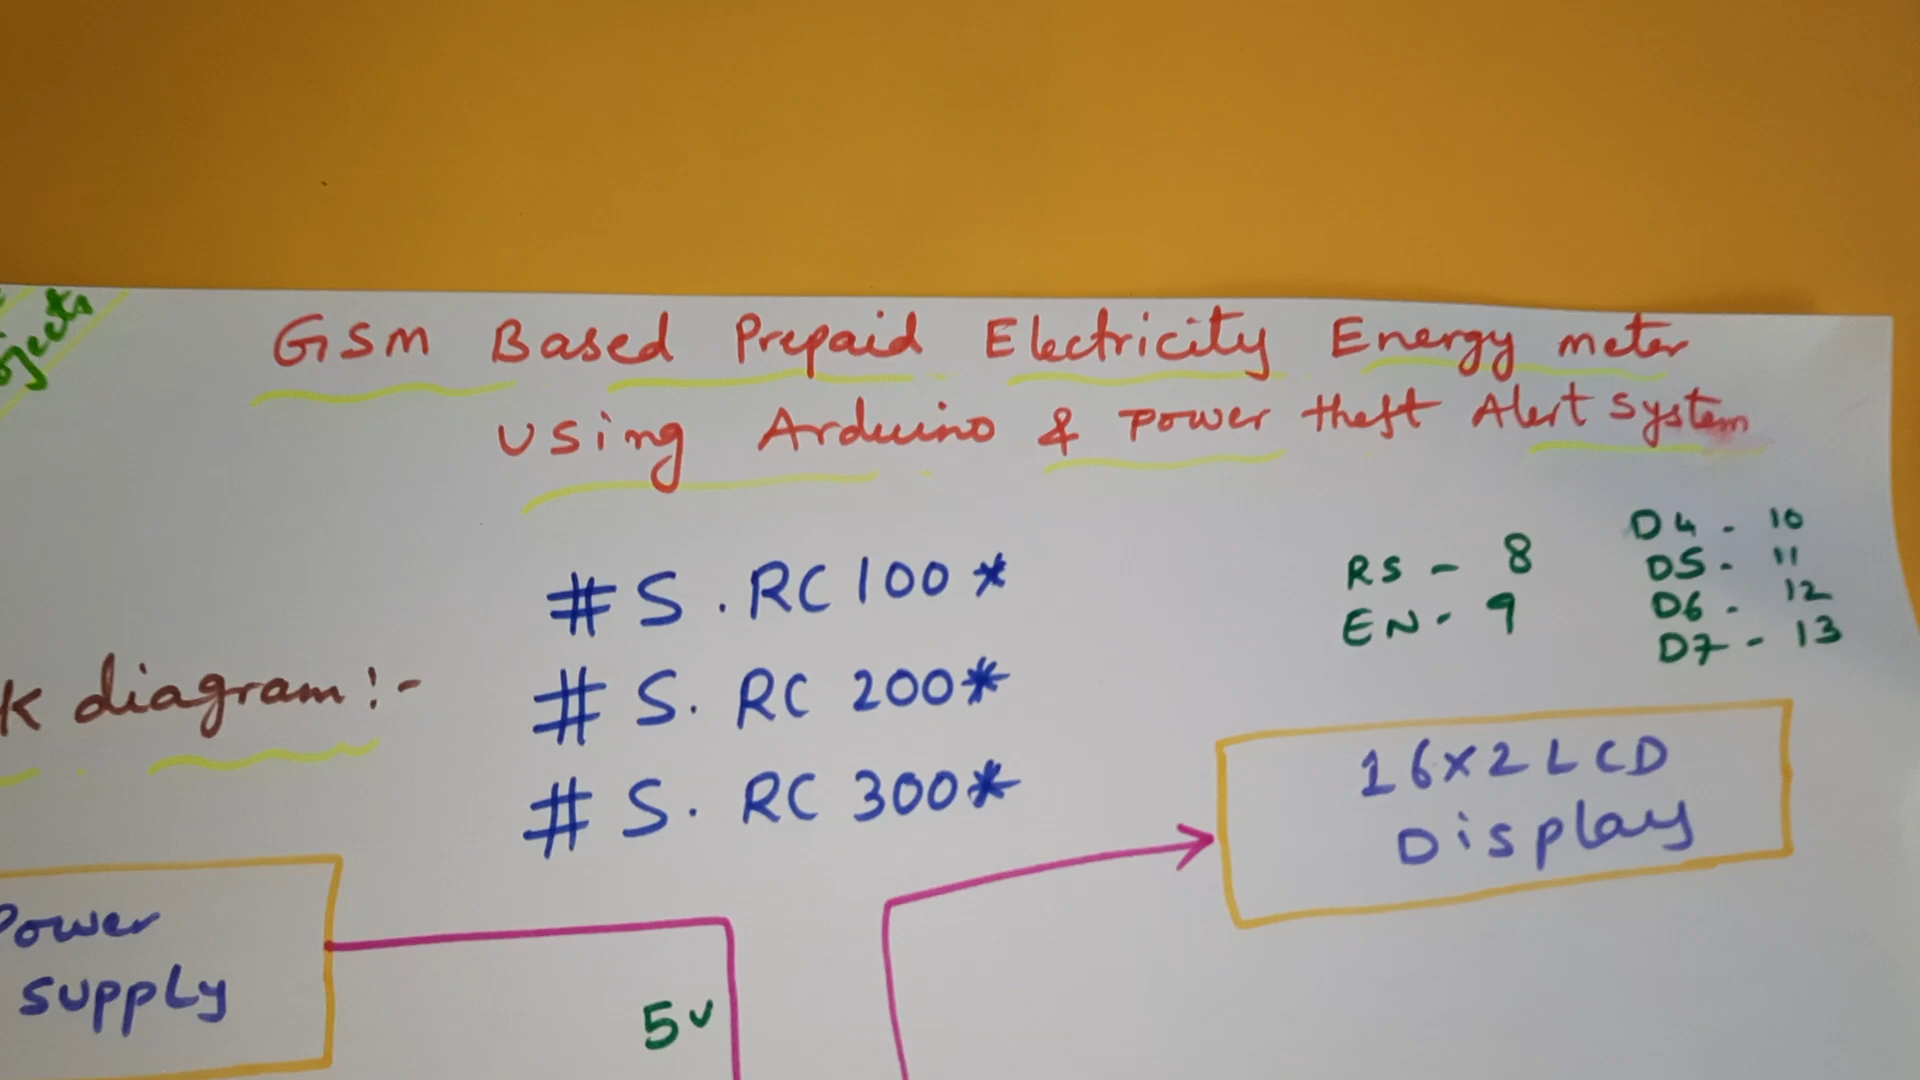 GSM Based Prepaid Electricity Energy meter
using Arduino & Power theft Alert System
#S.RC100*
#S. RC 200*
#S. RC 300*
RS - 8
EN - 9
D4 - 10
D5 - 11
D6 - 12
D7 - 13
diagram:-
16x2 LCD
Display
Power
supply
5v